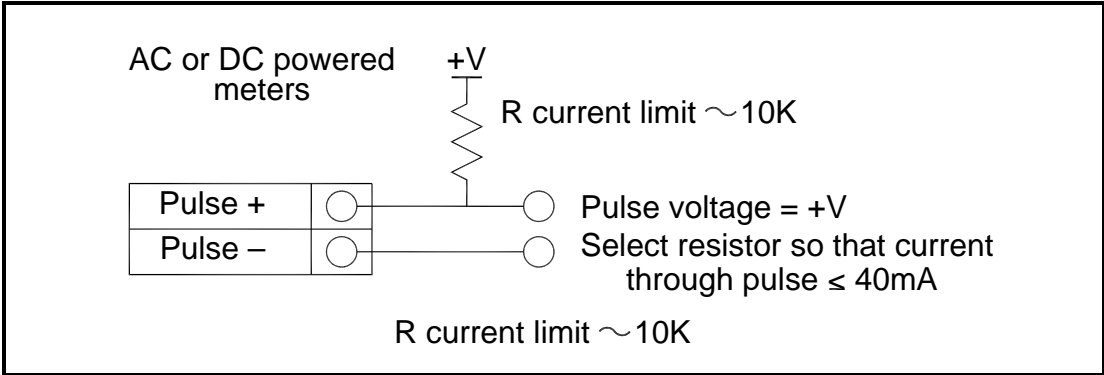 AC or DC powered
meters
+V
R current limit ～10K
Pulse +
Pulse voltage = +V
Pulse –
Select resistor so that current
through pulse ≤ 40mA
R current limit ～10K